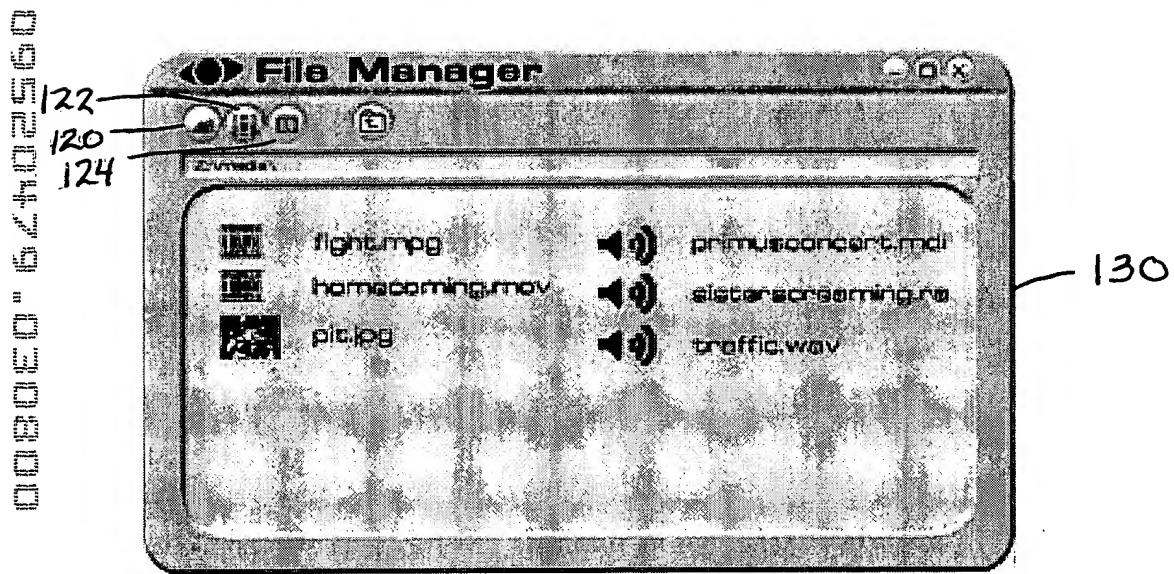 File Manager
122
120
124
Z:\media\
fight.mpg
homecoming.mov
pic.jpg
primusconcert.mdi
sisterscreaming.ra
traffic.wav
130